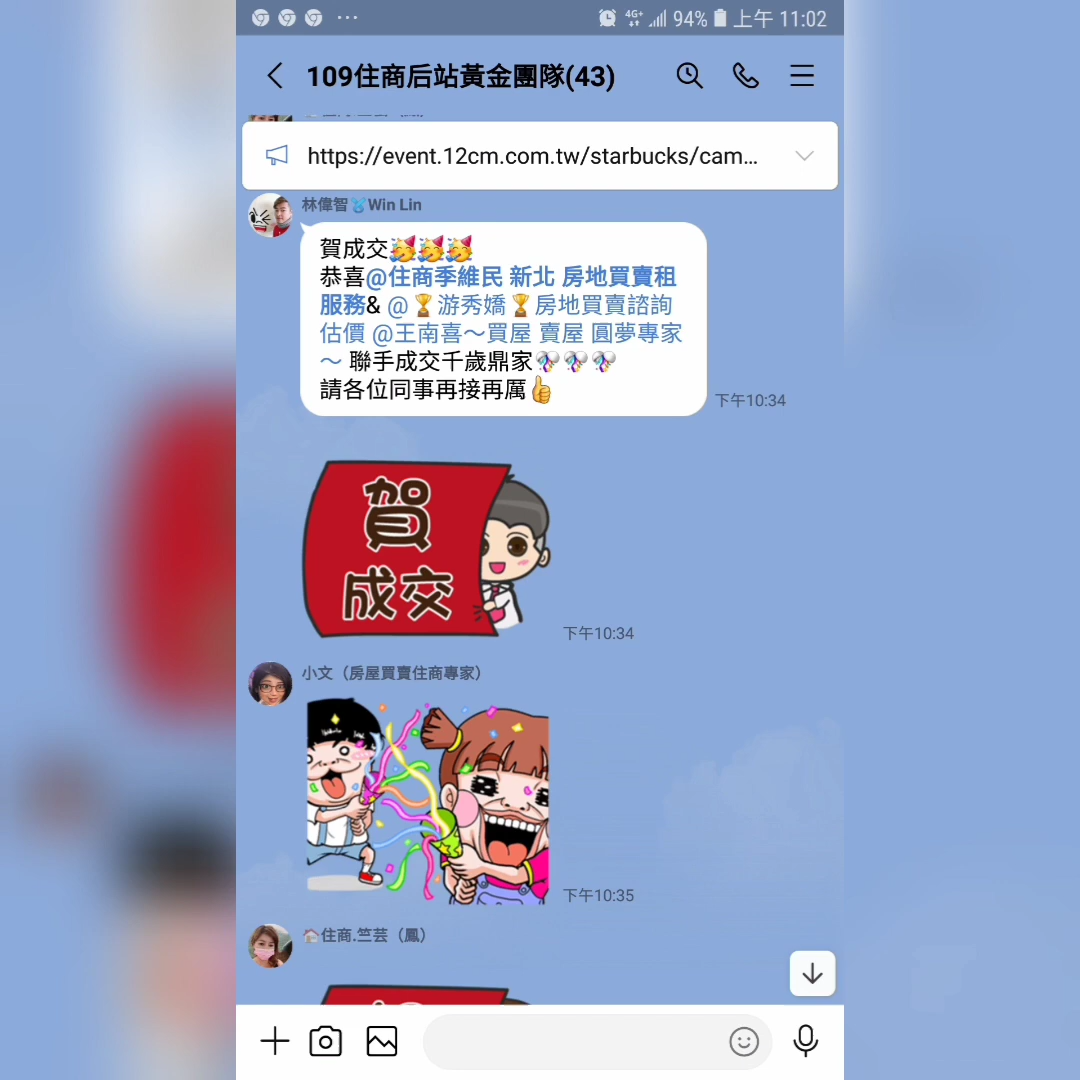 4G+ 94% 上午 11:02
109住商后站黃金團隊(43)
https://event.12cm.com.tw/starbucks/cam...
林偉智🥇Win Lin
賀成交🥳🥳🥳
恭喜@住商季維民 新北 房地買賣租
服務& @🏆游秀嬌🏆房地買賣諮詢
估價 @王南喜～買屋 賣屋 圓夢專家
～ 聯手成交千歲鼎家🎊🎊🎊
請各位同事再接再厲👍
下午10:34
賀
成交
下午10:34
小文（房屋買賣住商專家）
下午10:35
🏠住商.竺芸（鳳）